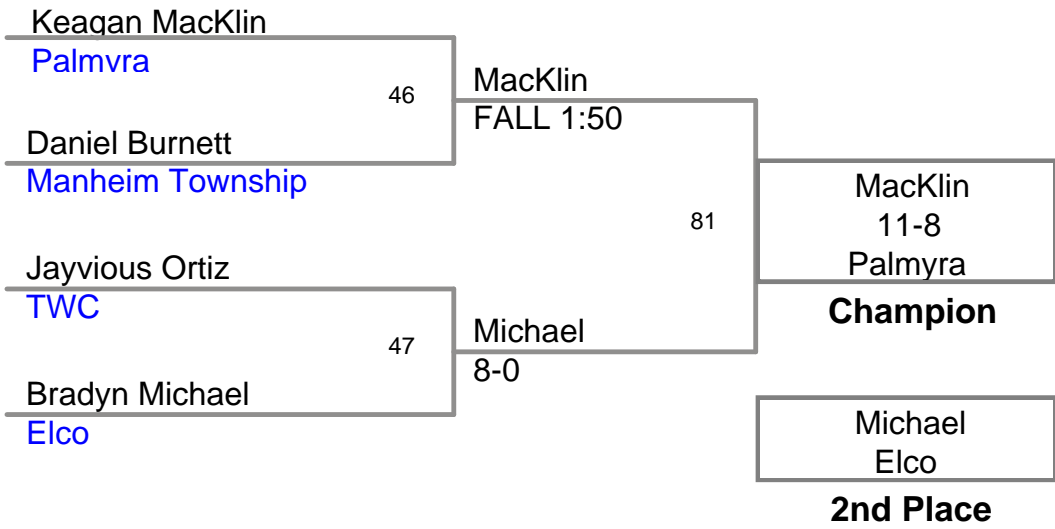 Keagan MacKlin
Palmyra
46
MacKlin
FALL 1:50
Daniel Burnett
Manheim Township
81
MacKlin
11-8
Palmyra
Champion
Jayvious Ortiz
TWC
47
Michael
8-0
Bradyn Michael
Elco
Michael
Elco
2nd Place